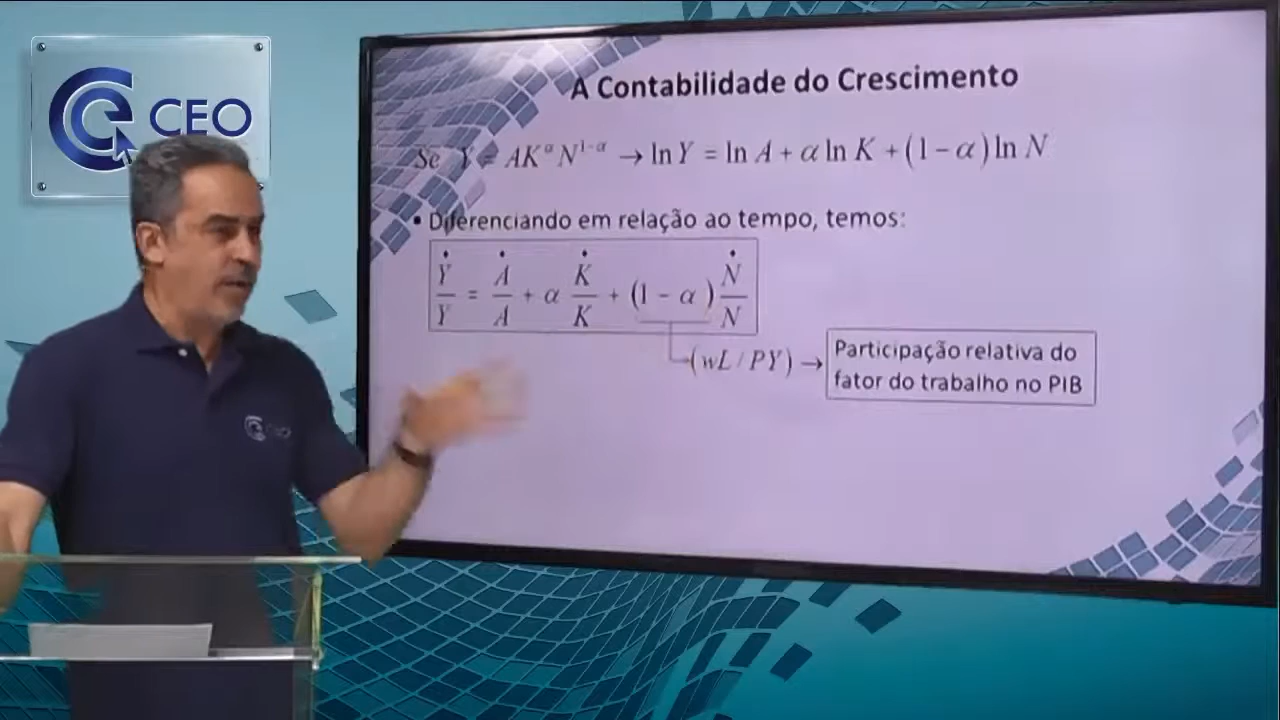 CEO
A Contabilidade do Crescimento
Se Y = AK^α N^{1-α} → ln Y = ln A + α ln K + (1 - α) ln N
• Diferenciando em relação ao tempo, temos:
Ẏ/Y = Ȧ/A + α K̇/K + (1 - α) Ṅ/N
(wL / PY) →
Participação relativa do
fator do trabalho no PIB
CEO